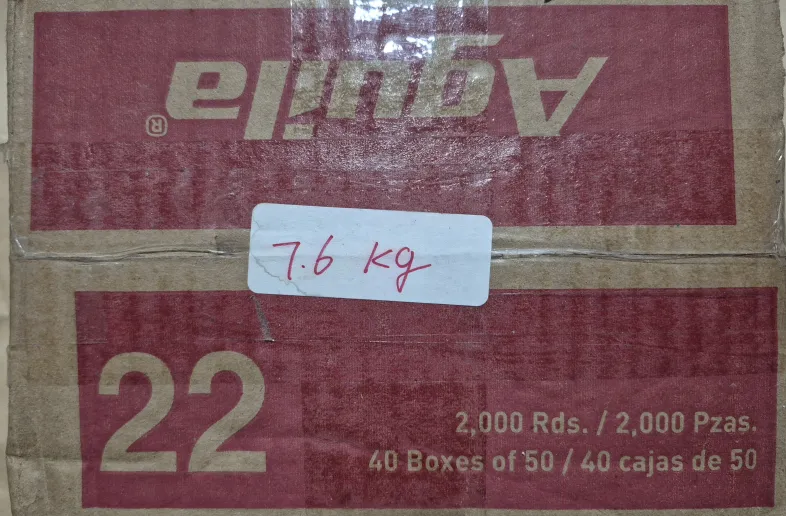 Aguila®
7.6 kg
22
2,000 Rds. / 2,000 Pzas.
40 Boxes of 50 / 40 cajas de 50